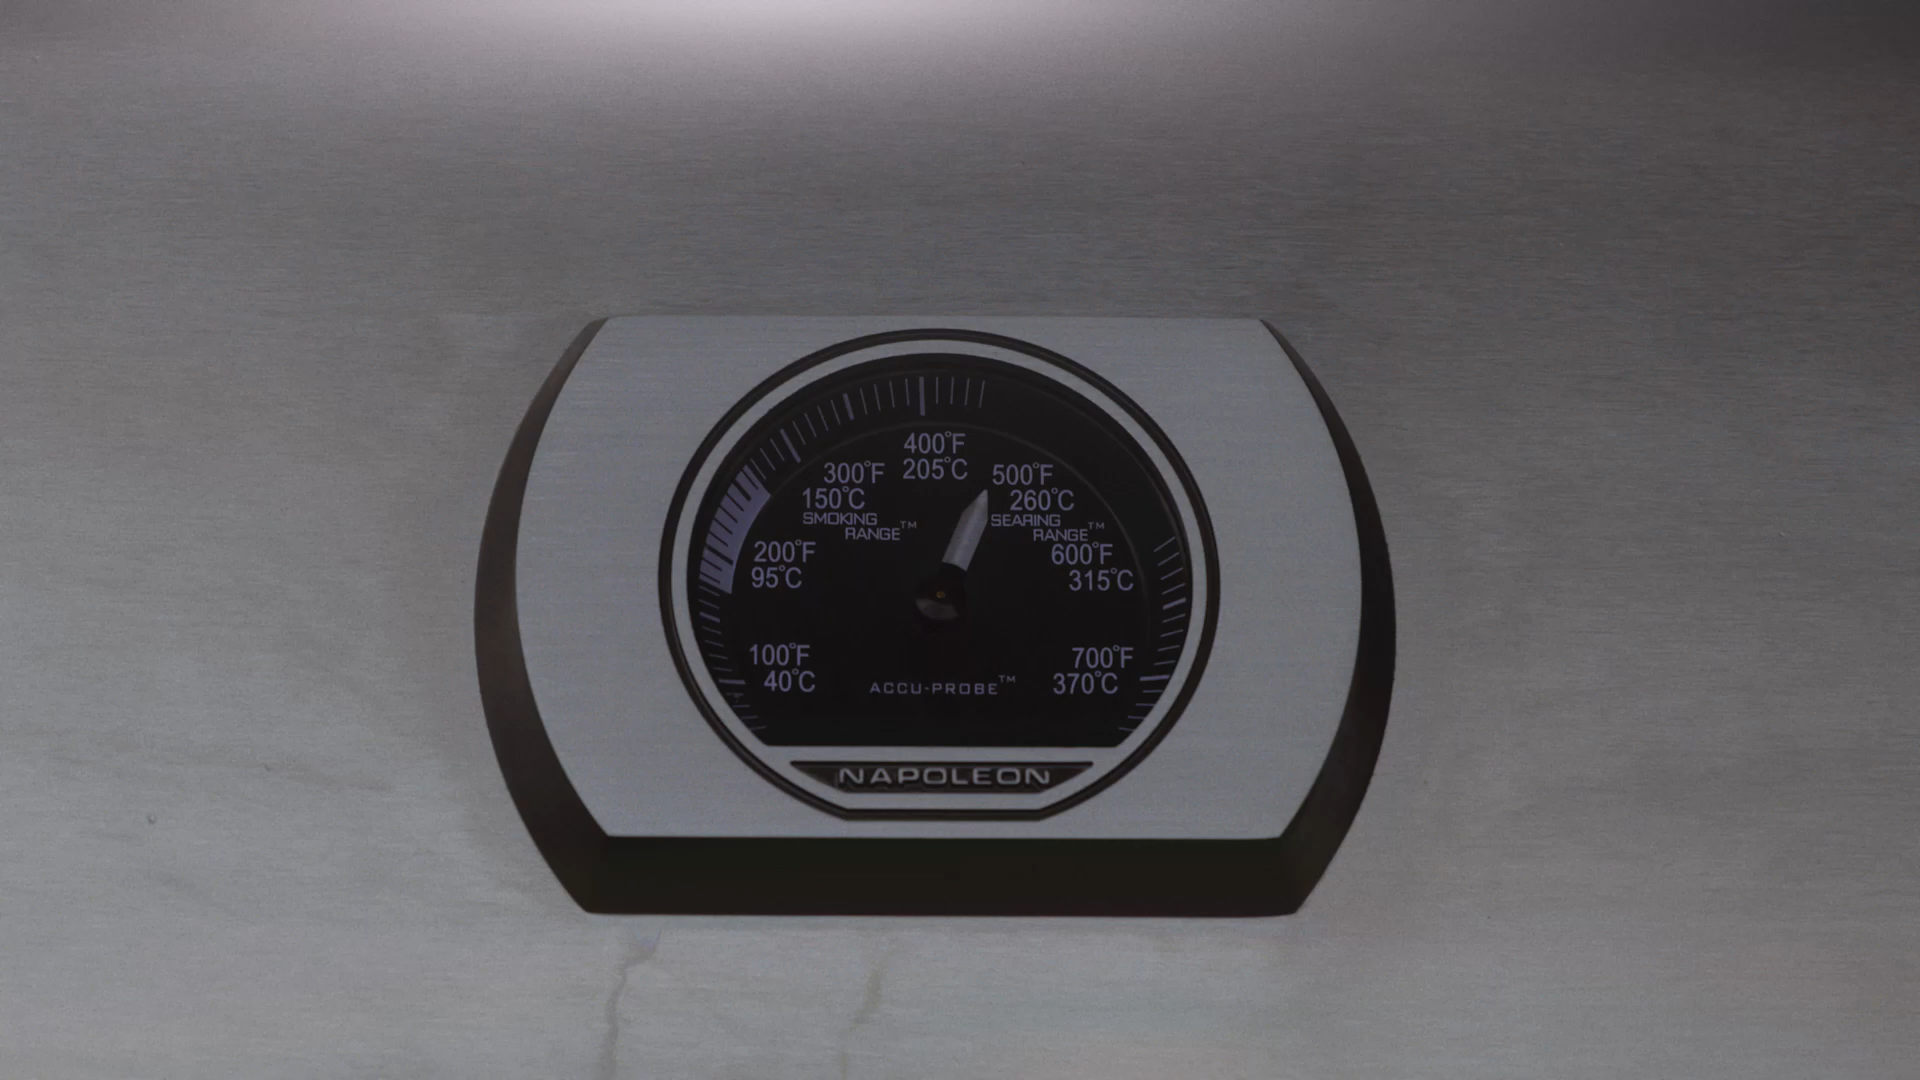 400°F
205°C
300°F
150°C
SMOKING
RANGE™
500°F
260°C
SEARING
RANGE™
200°F
95°C
600°F
315°C
100°F
40°C
700°F
370°C
ACCU-PROBE™
NAPOLEON